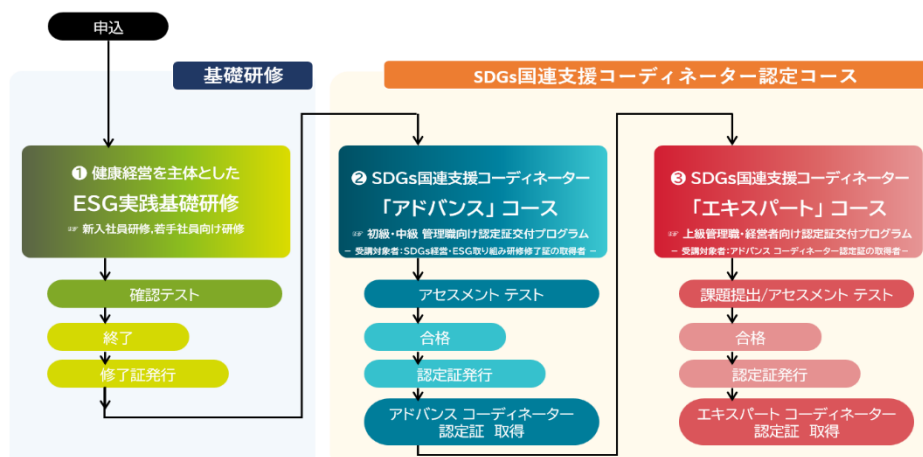 申込
基礎研修
SDGs国連支援コーディネーター認定コース
❶ 健康経営を主体とした
ESG実践基礎研修
☞ 新入社員研修,若手社員向け研修
確認テスト
終了
修了証発行
❷ SDGs国連支援コーディネーター
「アドバンス」コース
☞ 初級・中級 管理職向け認定証交付プログラム
− 受講対象者:SDGs経営・ESG取り組み研修修了証の取得者 −
アセスメント テスト
合格
認定証発行
アドバンス コーディネーター
認定証 取得
❸ SDGs国連支援コーディネーター
「エキスパート」コース
☞ 上級管理職・経営者向け認定証交付プログラム
− 受講対象者:アドバンス コーディネーター認定証の取得者−
課題提出/アセスメント テスト
合格
認定証発行
エキスパート コーディネーター
認定証 取得